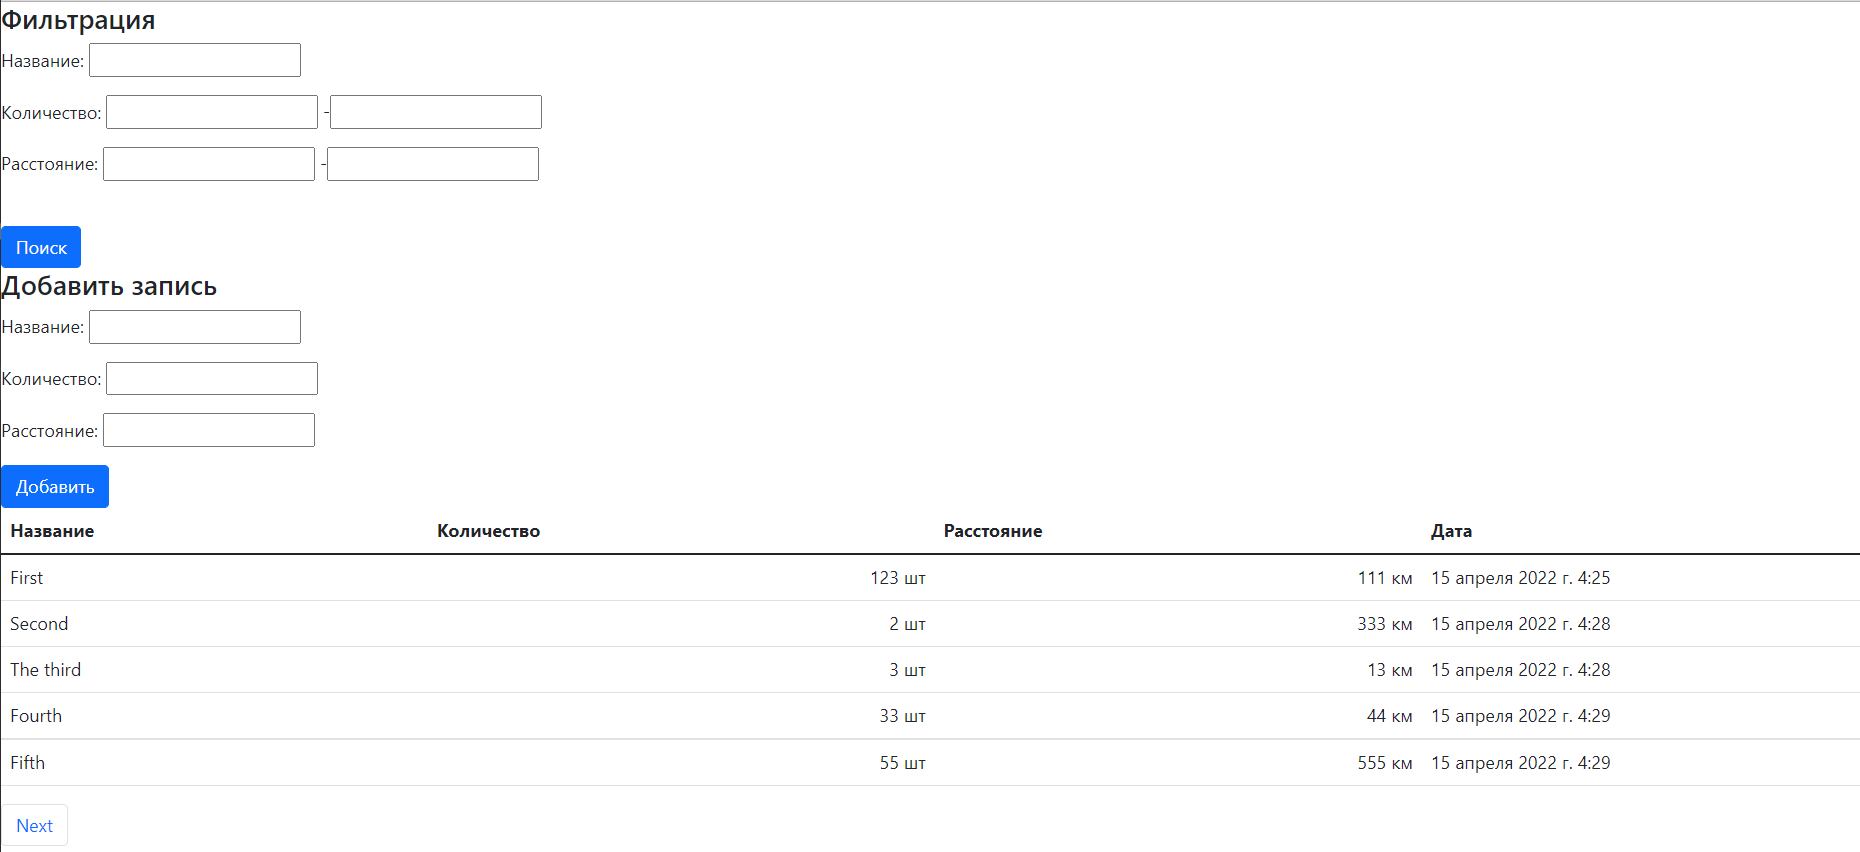 Фильтрация
Название:
Количество: -
Расстояние: -
Поиск
Добавить запись
Название:
Количество:
Расстояние:
Добавить
Название Количество Расстояние Дата
First 123 шт 111 км 15 апреля 2022 г. 4:25
Second 2 шт 333 км 15 апреля 2022 г. 4:28
The third 3 шт 13 км 15 апреля 2022 г. 4:28
Fourth 33 шт 44 км 15 апреля 2022 г. 4:29
Fifth 55 шт 555 км 15 апреля 2022 г. 4:29
Next